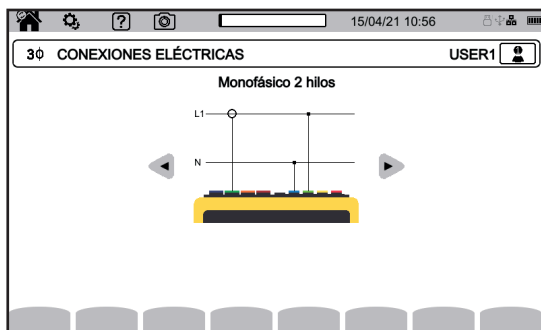 15/04/21 10:56
3ϕ CONEXIONES ELÉCTRICAS USER1
Monofásico 2 hilos
L1
N